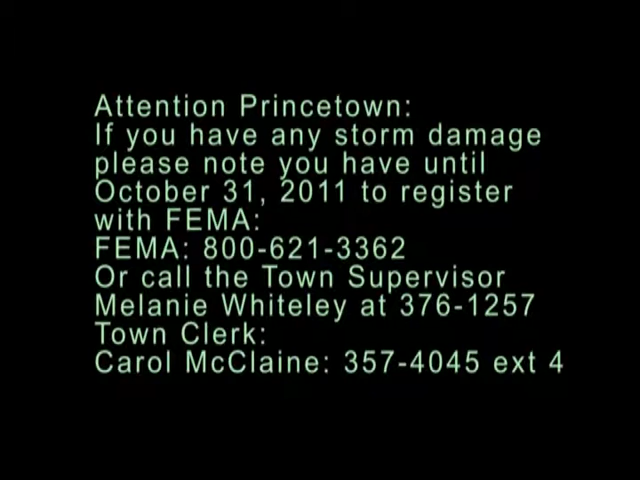 Attention Princetown:
If you have any storm damage
please note you have until
October 31, 2011 to register
with FEMA:
FEMA: 800-621-3362
Or call the Town Supervisor
Melanie Whiteley at 376-1257
Town Clerk:
Carol McClaine: 357-4045 ext 4